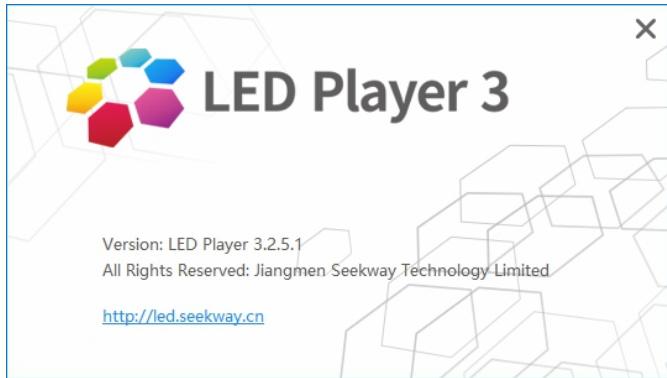 LED Player 3
Version: LED Player 3.2.5.1
All Rights Reserved: Jiangmen Seekway Technology Limited
http://led.seekway.cn